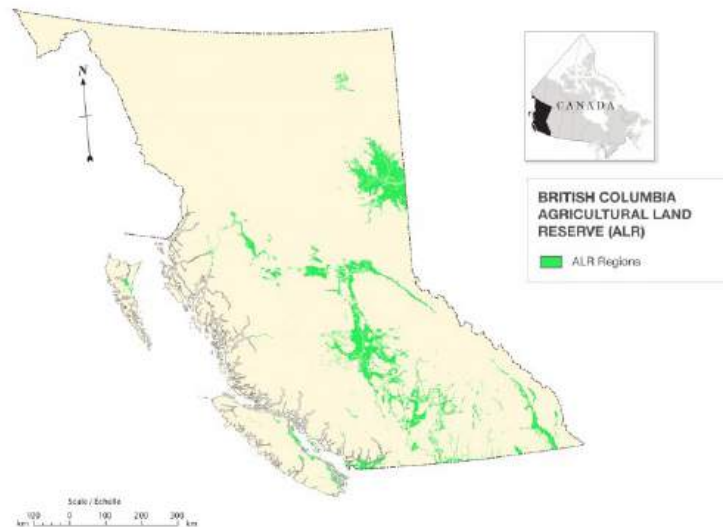 N
CANADA
BRITISH COLUMBIA
AGRICULTURAL LAND
RESERVE (ALR)
ALR Regions
Scale / Echelle
100 0 100 200 300
km km